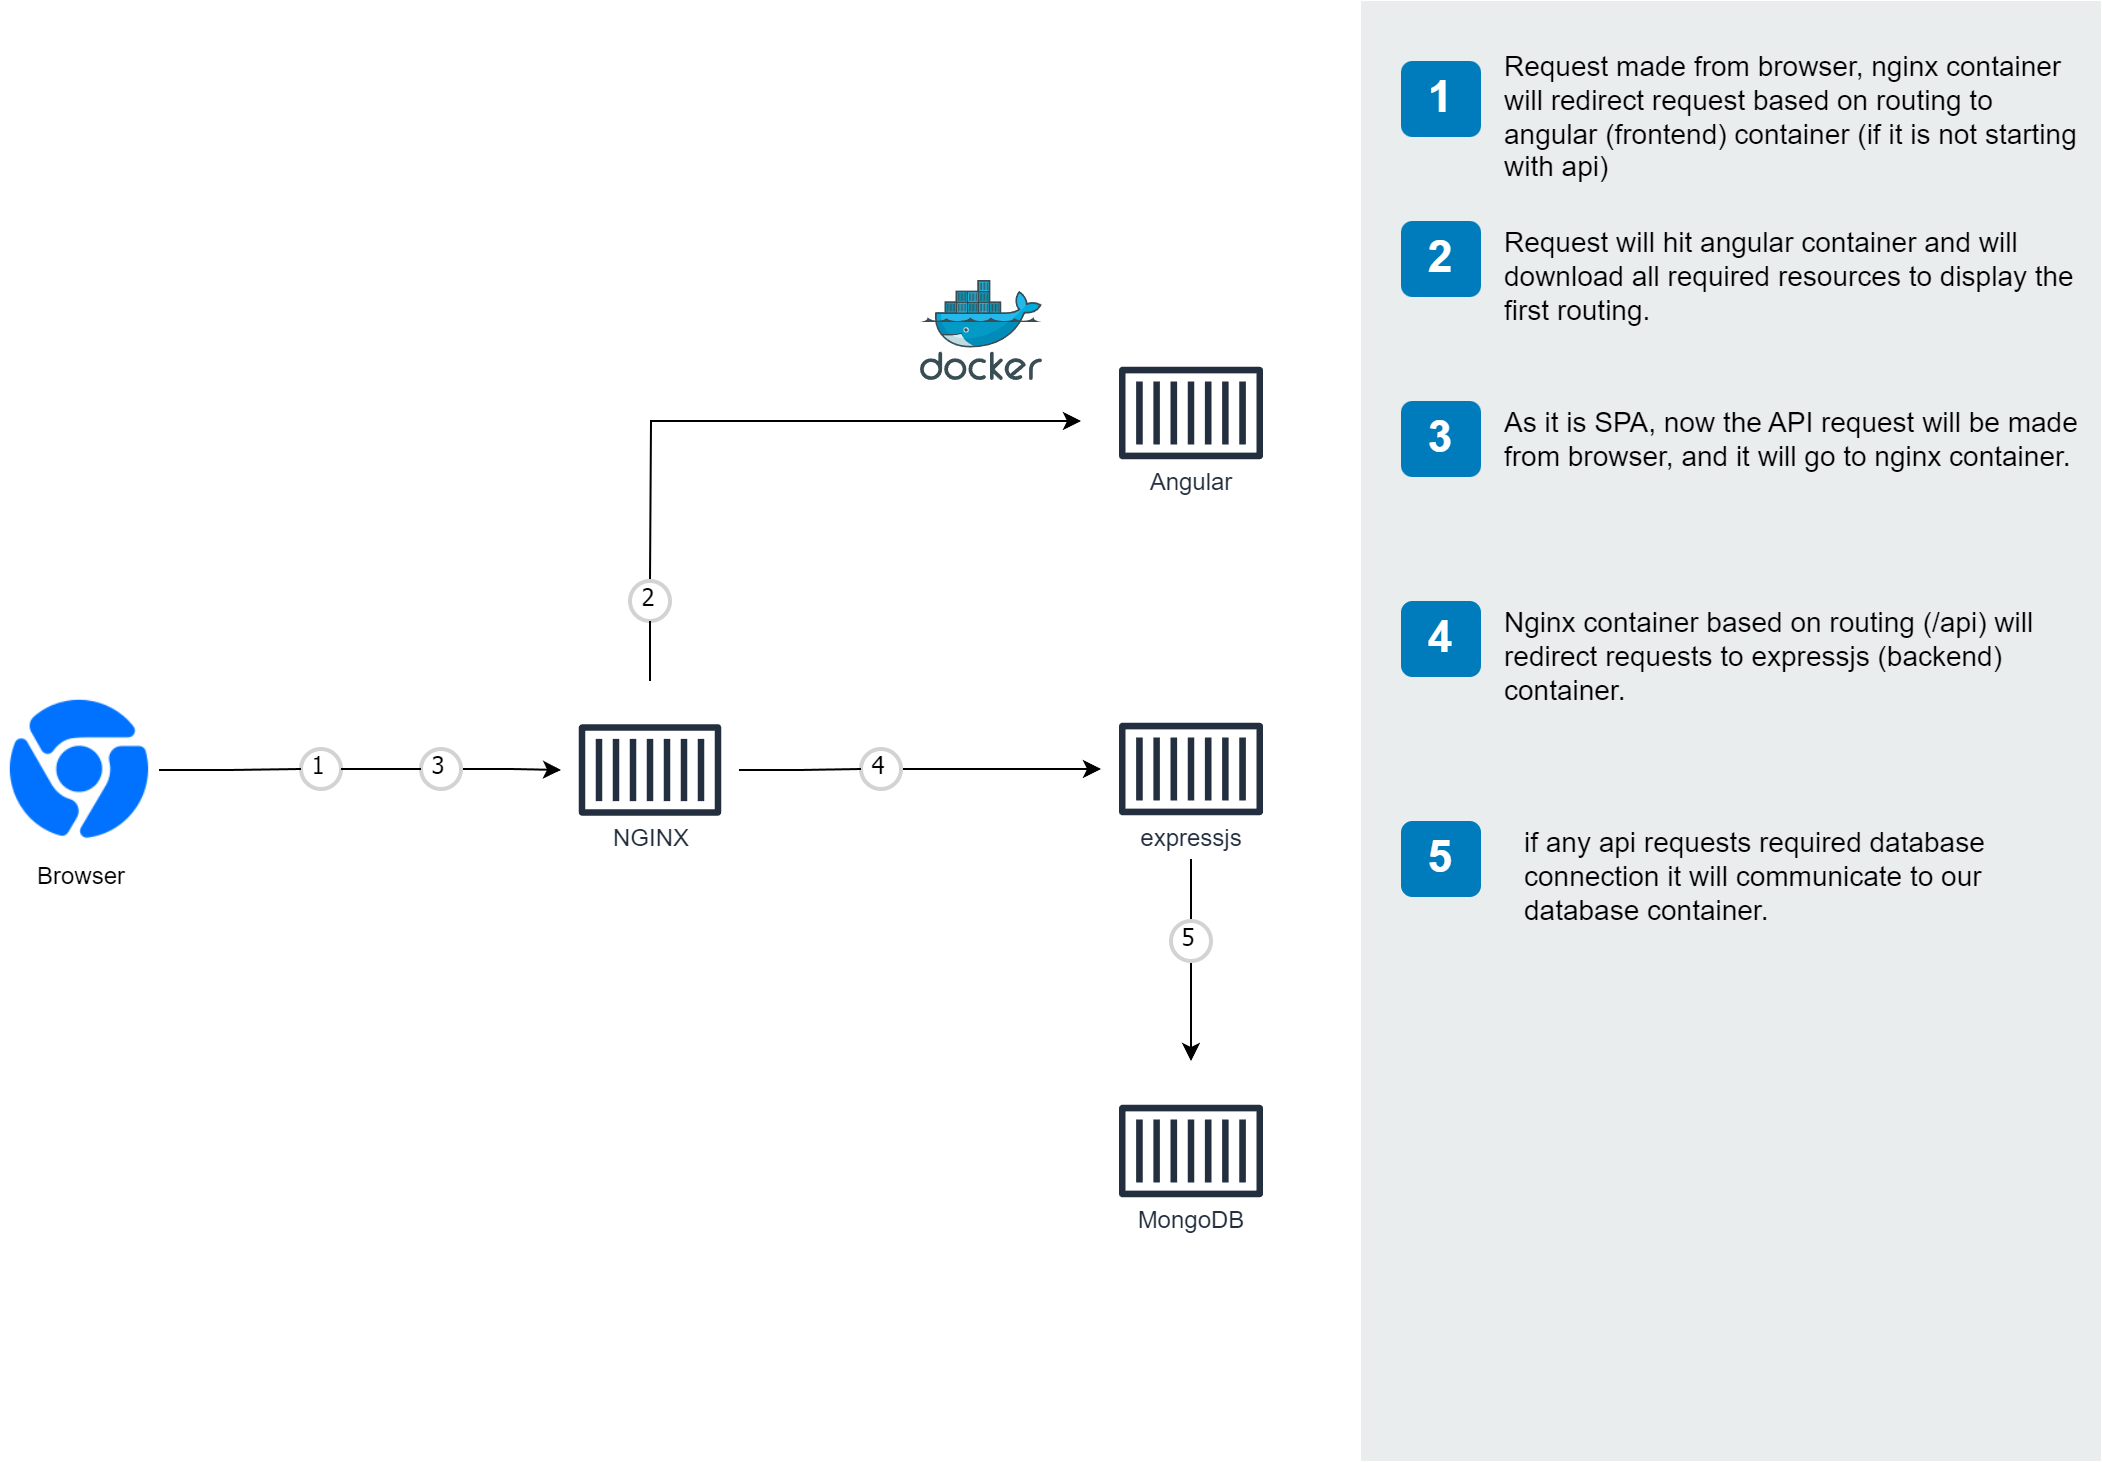 docker
Angular
2
1
3
4
NGINX
expressjs
Browser
5
MongoDB
1
Request made from browser, nginx container
will redirect request based on routing to
angular (frontend) container (if it is not starting
with api)
2
Request will hit angular container and will
download all required resources to display the
first routing.
3
As it is SPA, now the API request will be made
from browser, and it will go to nginx container.
4
Nginx container based on routing (/api) will
redirect requests to expressjs (backend)
container.
5
if any api requests required database
connection it will communicate to our
database container.